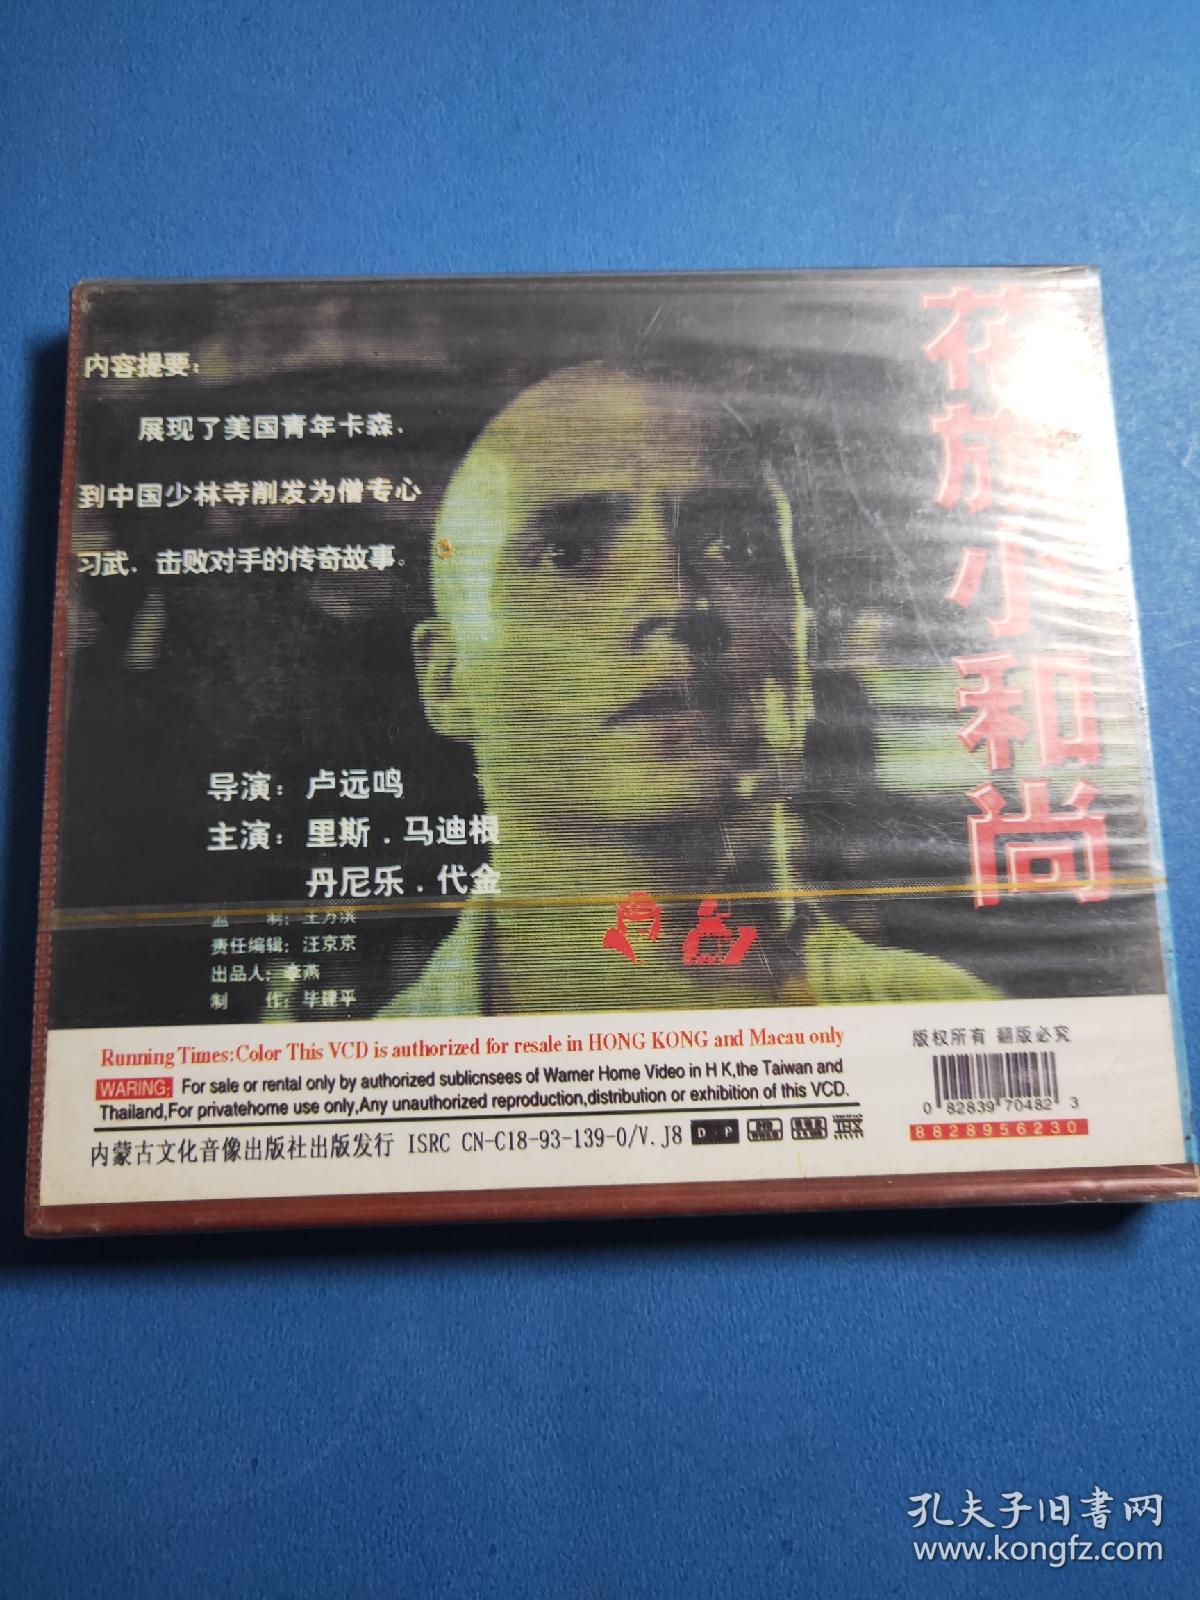 花旗小和尚
内容提要：
展现了美国青年卡森．
到中国少林寺削发为僧专心
习武．击败对手的传奇故事。
导演：卢远鸣
主演：里斯．马迪根
丹尼乐．代金
监 制：
责任编辑：汪京京
出品人：李燕
制 作：毕建平
Running Times:Color This VCD is authorized for resale in HONG KONG and Macau only
WARING: For sale or rental only by authorized sublicnsees of Warner Home Video in H K,the Taiwan and
Thailand,For privatehome use only,Any unauthorized reproduction,distribution or exhibition of this VCD.
内蒙古文化音像出版社出版发行 ISRC CN-C18-93-139-0/V.J8
版权所有 翻版必究
0 82839 70482 3
8828956230
孔夫子旧书网
www.kongfz.com